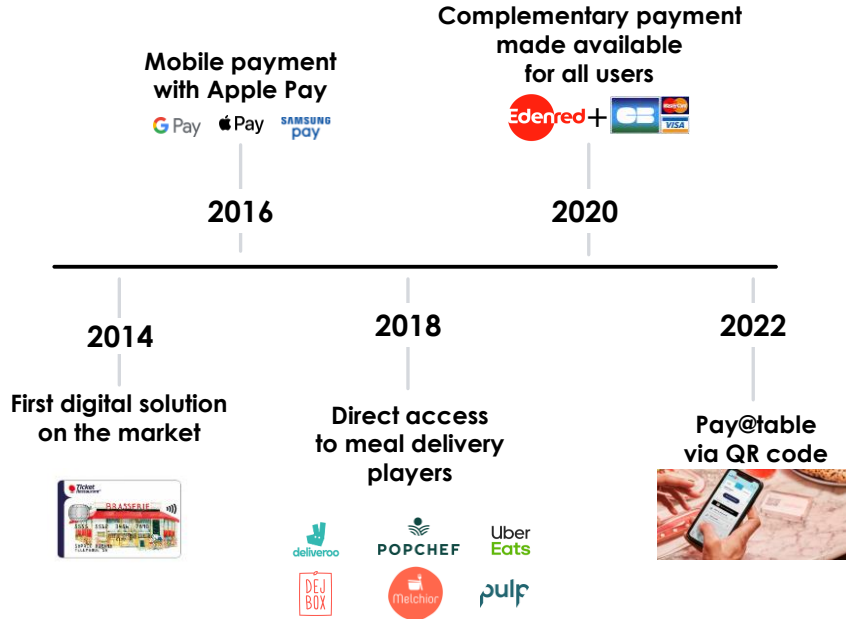 Complementary payment
made available
for all users
Mobile payment
with Apple Pay
G Pay
Pay
SAMSUNG
pay
Edenred
+
CB
MasterCard
VISA
2016
2020
2014
2018
2022
First digital solution
on the market
Direct access
to meal delivery
players
Pay@table
via QR code
Ticket
Restaurant
BRASSERIE
deliveroo
POPCHEF
Uber
Eats
DEJ
BOX
Melchior
pulp